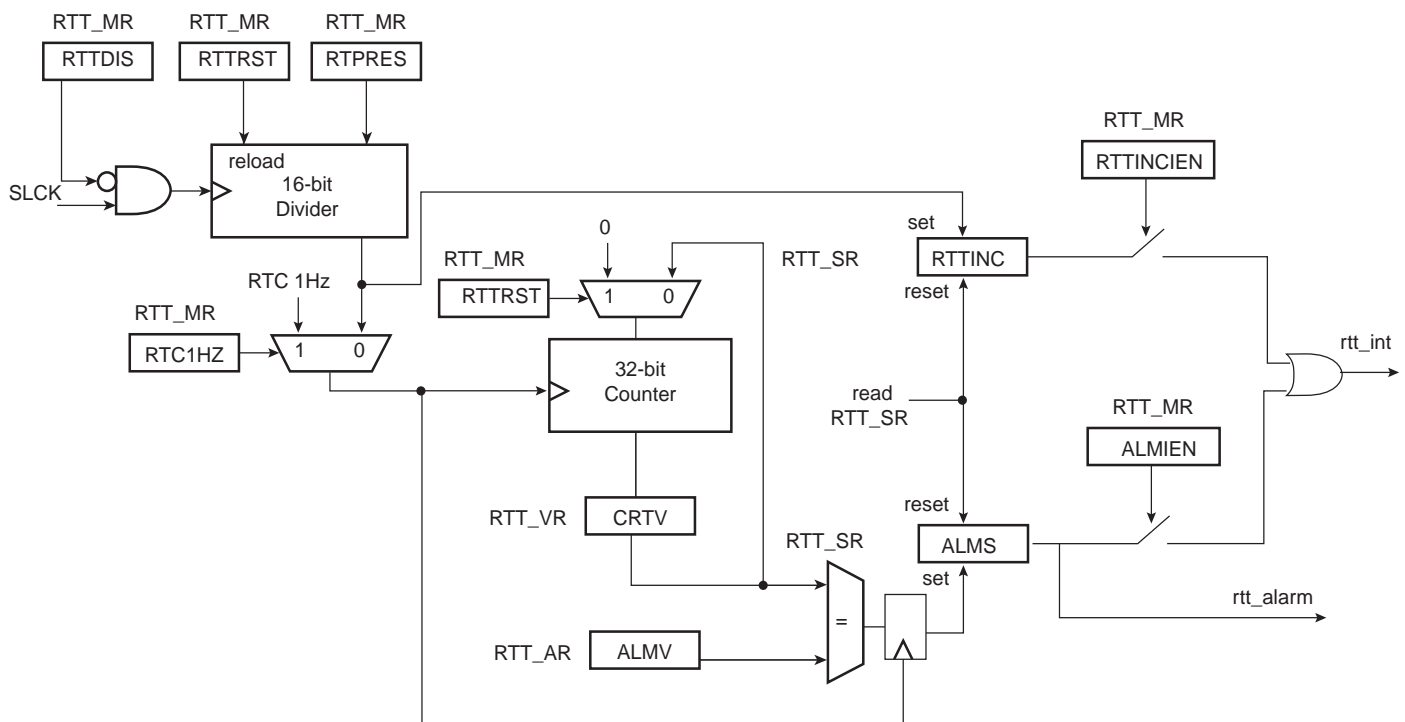 RTT_MR
RTTDIS
RTT_MR
RTTRST
RTT_MR
RTPRES
reload
16-bit
Divider
SLCK
RTT_MR
RTTINCIEN
0
RTT_MR
RTTRST
1 0
RTT_SR
set
RTTINC
reset
RTC 1Hz
RTT_MR
RTC1HZ
1 0
32-bit
Counter
rtt_int
read
RTT_SR
RTT_MR
ALMIEN
RTT_VR
CRTV
reset
RTT_SR
ALMS
set
rtt_alarm
=
RTT_AR
ALMV